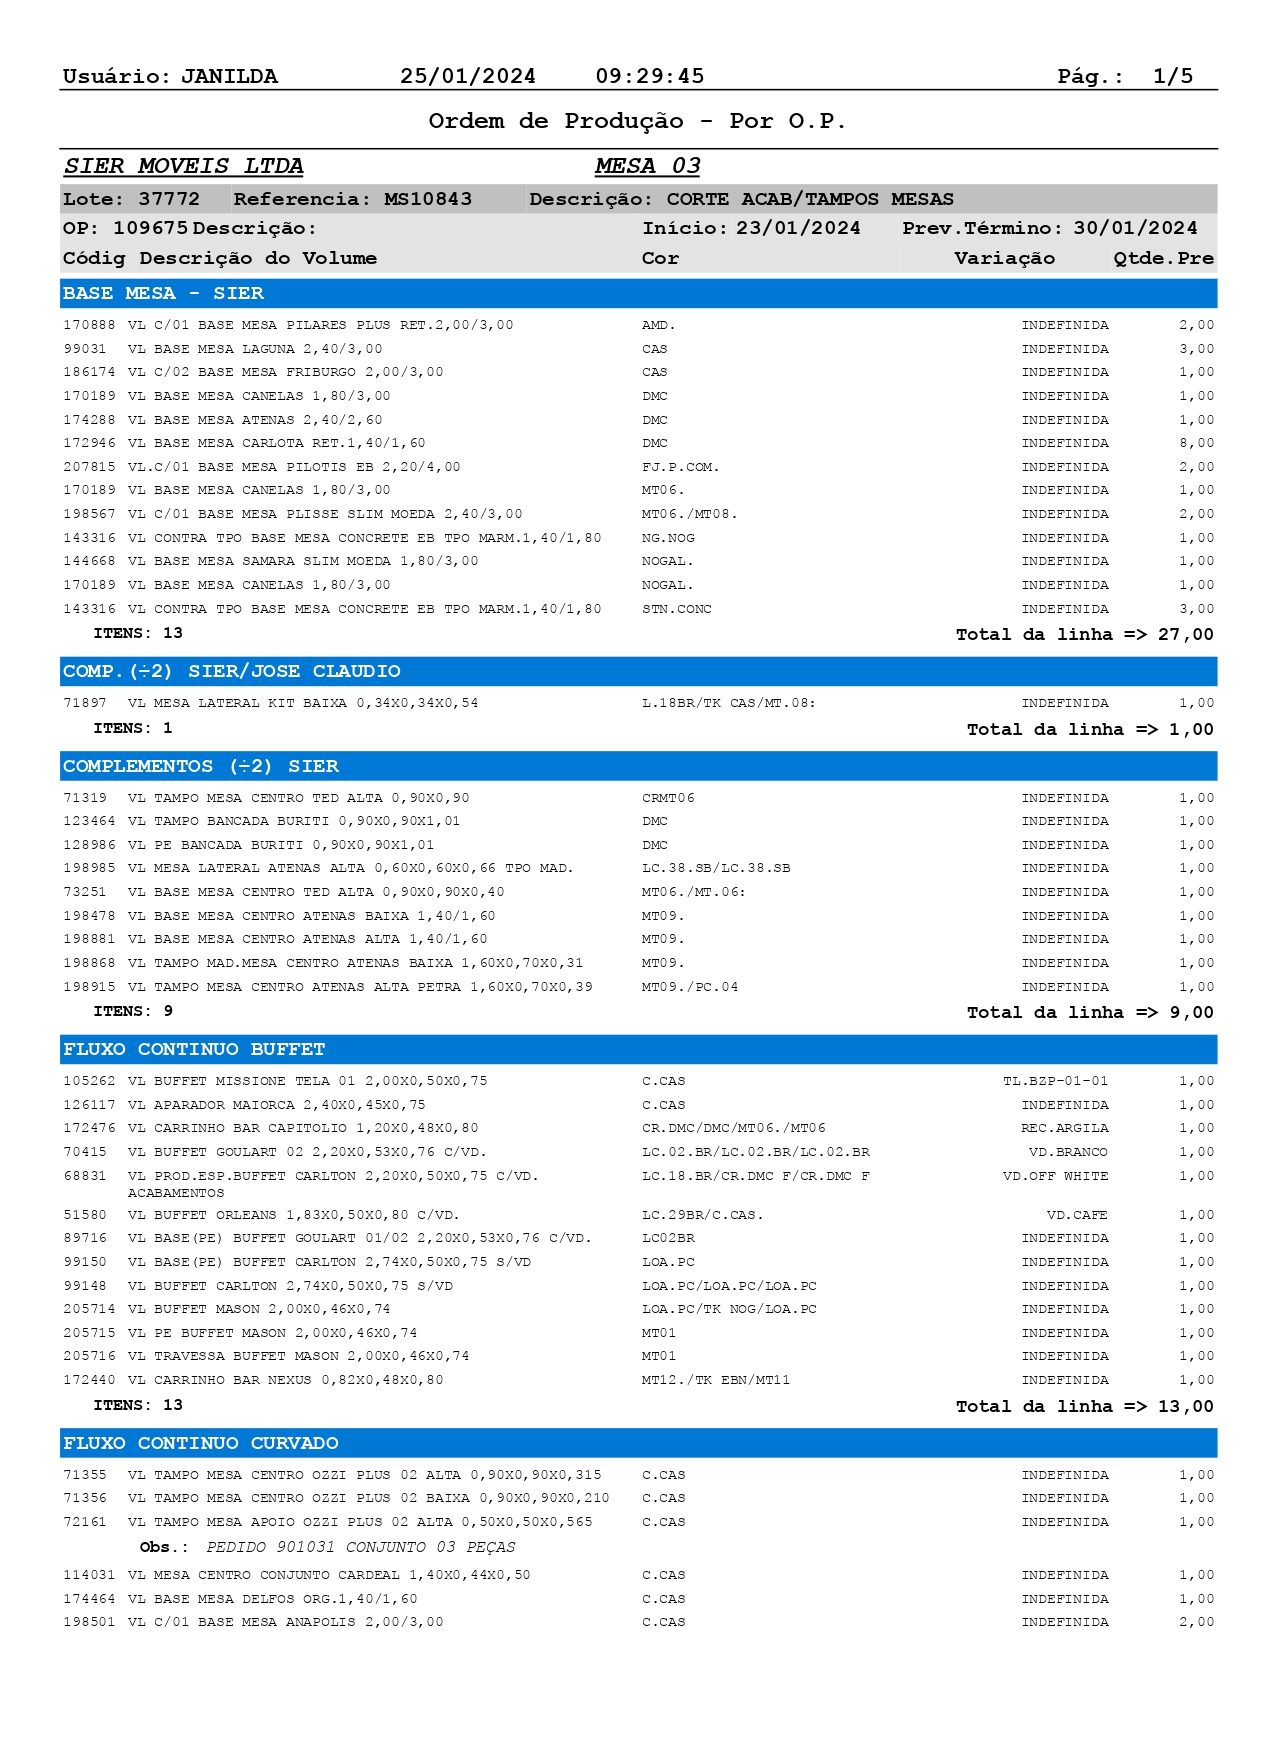 Usuário: JANILDA 25/01/2024 09:29:45 Pág.: 1/5
Ordem de Produção - Por O.P.
SIER MOVEIS LTDA MESA 03
Lote: 37772 Referencia: MS10843 Descrição: CORTE ACAB/TAMPOS MESAS
OP: 109675 Descrição: Início: 23/01/2024 Prev.Término: 30/01/2024
Códig Descrição do Volume Cor Variação Qtde.Pre
BASE MESA - SIER
170888 VL C/01 BASE MESA PILARES PLUS RET.2,00/3,00 AMD. INDEFINIDA 2,00
99031 VL BASE MESA LAGUNA 2,40/3,00 CAS INDEFINIDA 3,00
186174 VL C/02 BASE MESA FRIBURGO 2,00/3,00 CAS INDEFINIDA 1,00
170189 VL BASE MESA CANELAS 1,80/3,00 DMC INDEFINIDA 1,00
174288 VL BASE MESA ATENAS 2,40/2,60 DMC INDEFINIDA 1,00
172946 VL BASE MESA CARLOTA RET.1,40/1,60 DMC INDEFINIDA 8,00
207815 VL.C/01 BASE MESA PILOTIS EB 2,20/4,00 FJ.P.COM. INDEFINIDA 2,00
170189 VL BASE MESA CANELAS 1,80/3,00 MT06. INDEFINIDA 1,00
198567 VL C/01 BASE MESA PLISSE SLIM MOEDA 2,40/3,00 MT06./MT08. INDEFINIDA 2,00
143316 VL CONTRA TPO BASE MESA CONCRETE EB TPO MARM.1,40/1,80 NG.NOG INDEFINIDA 1,00
144668 VL BASE MESA SAMARA SLIM MOEDA 1,80/3,00 NOGAL. INDEFINIDA 1,00
170189 VL BASE MESA CANELAS 1,80/3,00 NOGAL. INDEFINIDA 1,00
143316 VL CONTRA TPO BASE MESA CONCRETE EB TPO MARM.1,40/1,80 STN.CONC INDEFINIDA 3,00
ITENS: 13 Total da linha => 27,00
COMP.(÷2) SIER/JOSE CLAUDIO
71897 VL MESA LATERAL KIT BAIXA 0,34X0,34X0,54 L.18BR/TK CAS/MT.08: INDEFINIDA 1,00
ITENS: 1 Total da linha => 1,00
COMPLEMENTOS (÷2) SIER
71319 VL TAMPO MESA CENTRO TED ALTA 0,90X0,90 CRMT06 INDEFINIDA 1,00
123464 VL TAMPO BANCADA BURITI 0,90X0,90X1,01 DMC INDEFINIDA 1,00
128986 VL PE BANCADA BURITI 0,90X0,90X1,01 DMC INDEFINIDA 1,00
198985 VL MESA LATERAL ATENAS ALTA 0,60X0,60X0,66 TPO MAD. LC.38.SB/LC.38.SB INDEFINIDA 1,00
73251 VL BASE MESA CENTRO TED ALTA 0,90X0,90X0,40 MT06./MT.06: INDEFINIDA 1,00
198478 VL BASE MESA CENTRO ATENAS BAIXA 1,40/1,60 MT09. INDEFINIDA 1,00
198881 VL BASE MESA CENTRO ATENAS ALTA 1,40/1,60 MT09. INDEFINIDA 1,00
198868 VL TAMPO MAD.MESA CENTRO ATENAS BAIXA 1,60X0,70X0,31 MT09. INDEFINIDA 1,00
198915 VL TAMPO MESA CENTRO ATENAS ALTA PETRA 1,60X0,70X0,39 MT09./PC.04 INDEFINIDA 1,00
ITENS: 9 Total da linha => 9,00
FLUXO CONTINUO BUFFET
105262 VL BUFFET MISSIONE TELA 01 2,00X0,50X0,75 C.CAS TL.BZP-01-01 1,00
126117 VL APARADOR MAIORCA 2,40X0,45X0,75 C.CAS INDEFINIDA 1,00
172476 VL CARRINHO BAR CAPITOLIO 1,20X0,48X0,80 CR.DMC/DMC/MT06./MT06 REC.ARGILA 1,00
70415 VL BUFFET GOULART 02 2,20X0,53X0,76 C/VD. LC.02.BR/LC.02.BR/LC.02.BR VD.BRANCO 1,00
68831 VL PROD.ESP.BUFFET CARLTON 2,20X0,50X0,75 C/VD. LC.18.BR/CR.DMC F/CR.DMC F VD.OFF WHITE 1,00
ACABAMENTOS
51580 VL BUFFET ORLEANS 1,83X0,50X0,80 C/VD. LC.29BR/C.CAS. VD.CAFE 1,00
89716 VL BASE(PE) BUFFET GOULART 01/02 2,20X0,53X0,76 C/VD. LC02BR INDEFINIDA 1,00
99150 VL BASE(PE) BUFFET CARLTON 2,74X0,50X0,75 S/VD LOA.PC INDEFINIDA 1,00
99148 VL BUFFET CARLTON 2,74X0,50X0,75 S/VD LOA.PC/LOA.PC/LOA.PC INDEFINIDA 1,00
205714 VL BUFFET MASON 2,00X0,46X0,74 LOA.PC/TK NOG/LOA.PC INDEFINIDA 1,00
205715 VL PE BUFFET MASON 2,00X0,46X0,74 MT01 INDEFINIDA 1,00
205716 VL TRAVESSA BUFFET MASON 2,00X0,46X0,74 MT01 INDEFINIDA 1,00
172440 VL CARRINHO BAR NEXUS 0,82X0,48X0,80 MT12./TK EBN/MT11 INDEFINIDA 1,00
ITENS: 13 Total da linha => 13,00
FLUXO CONTINUO CURVADO
71355 VL TAMPO MESA CENTRO OZZI PLUS 02 ALTA 0,90X0,90X0,315 C.CAS INDEFINIDA 1,00
71356 VL TAMPO MESA CENTRO OZZI PLUS 02 BAIXA 0,90X0,90X0,210 C.CAS INDEFINIDA 1,00
72161 VL TAMPO MESA APOIO OZZI PLUS 02 ALTA 0,50X0,50X0,565 C.CAS INDEFINIDA 1,00
Obs.: PEDIDO 901031 CONJUNTO 03 PEÇAS
114031 VL MESA CENTRO CONJUNTO CARDEAL 1,40X0,44X0,50 C.CAS INDEFINIDA 1,00
174464 VL BASE MESA DELFOS ORG.1,40/1,60 C.CAS INDEFINIDA 1,00
198501 VL C/01 BASE MESA ANAPOLIS 2,00/3,00 C.CAS INDEFINIDA 2,00